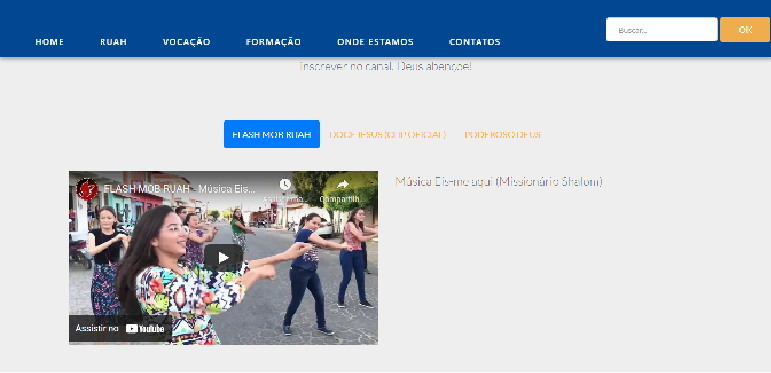 HOME RUAH VOCAÇÃO FORMAÇÃO ONDE ESTAMOS CONTATOS
Buscar... OK
inscrever no canal. Deus abençoe!
FLASH MOB RUAH DOCE JESUS (CLIP OFICIAL) PODEROSO DEUS
FLASH MOB RUAH - Música Eis...
Assistir ma... Compartilh...
Música Eis-me aqui (Missionário Shalom)
Assistir no YouTube